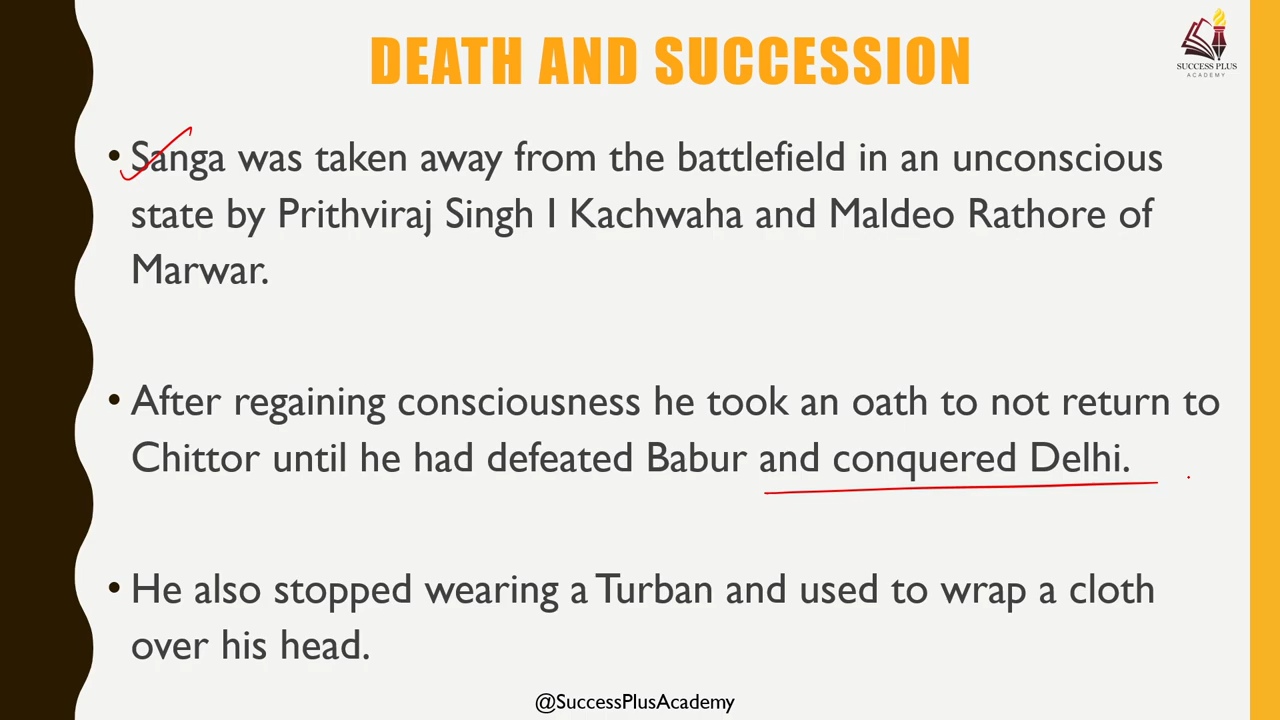 DEATH AND SUCCESSION
SUCCESS PLUS
ACADEMY
• Sanga was taken away from the battlefield in an unconscious
state by Prithviraj Singh I Kachwaha and Maldeo Rathore of
Marwar.
• After regaining consciousness he took an oath to not return to
Chittor until he had defeated Babur and conquered Delhi.
• He also stopped wearing a Turban and used to wrap a cloth
over his head.
@SuccessPlusAcademy